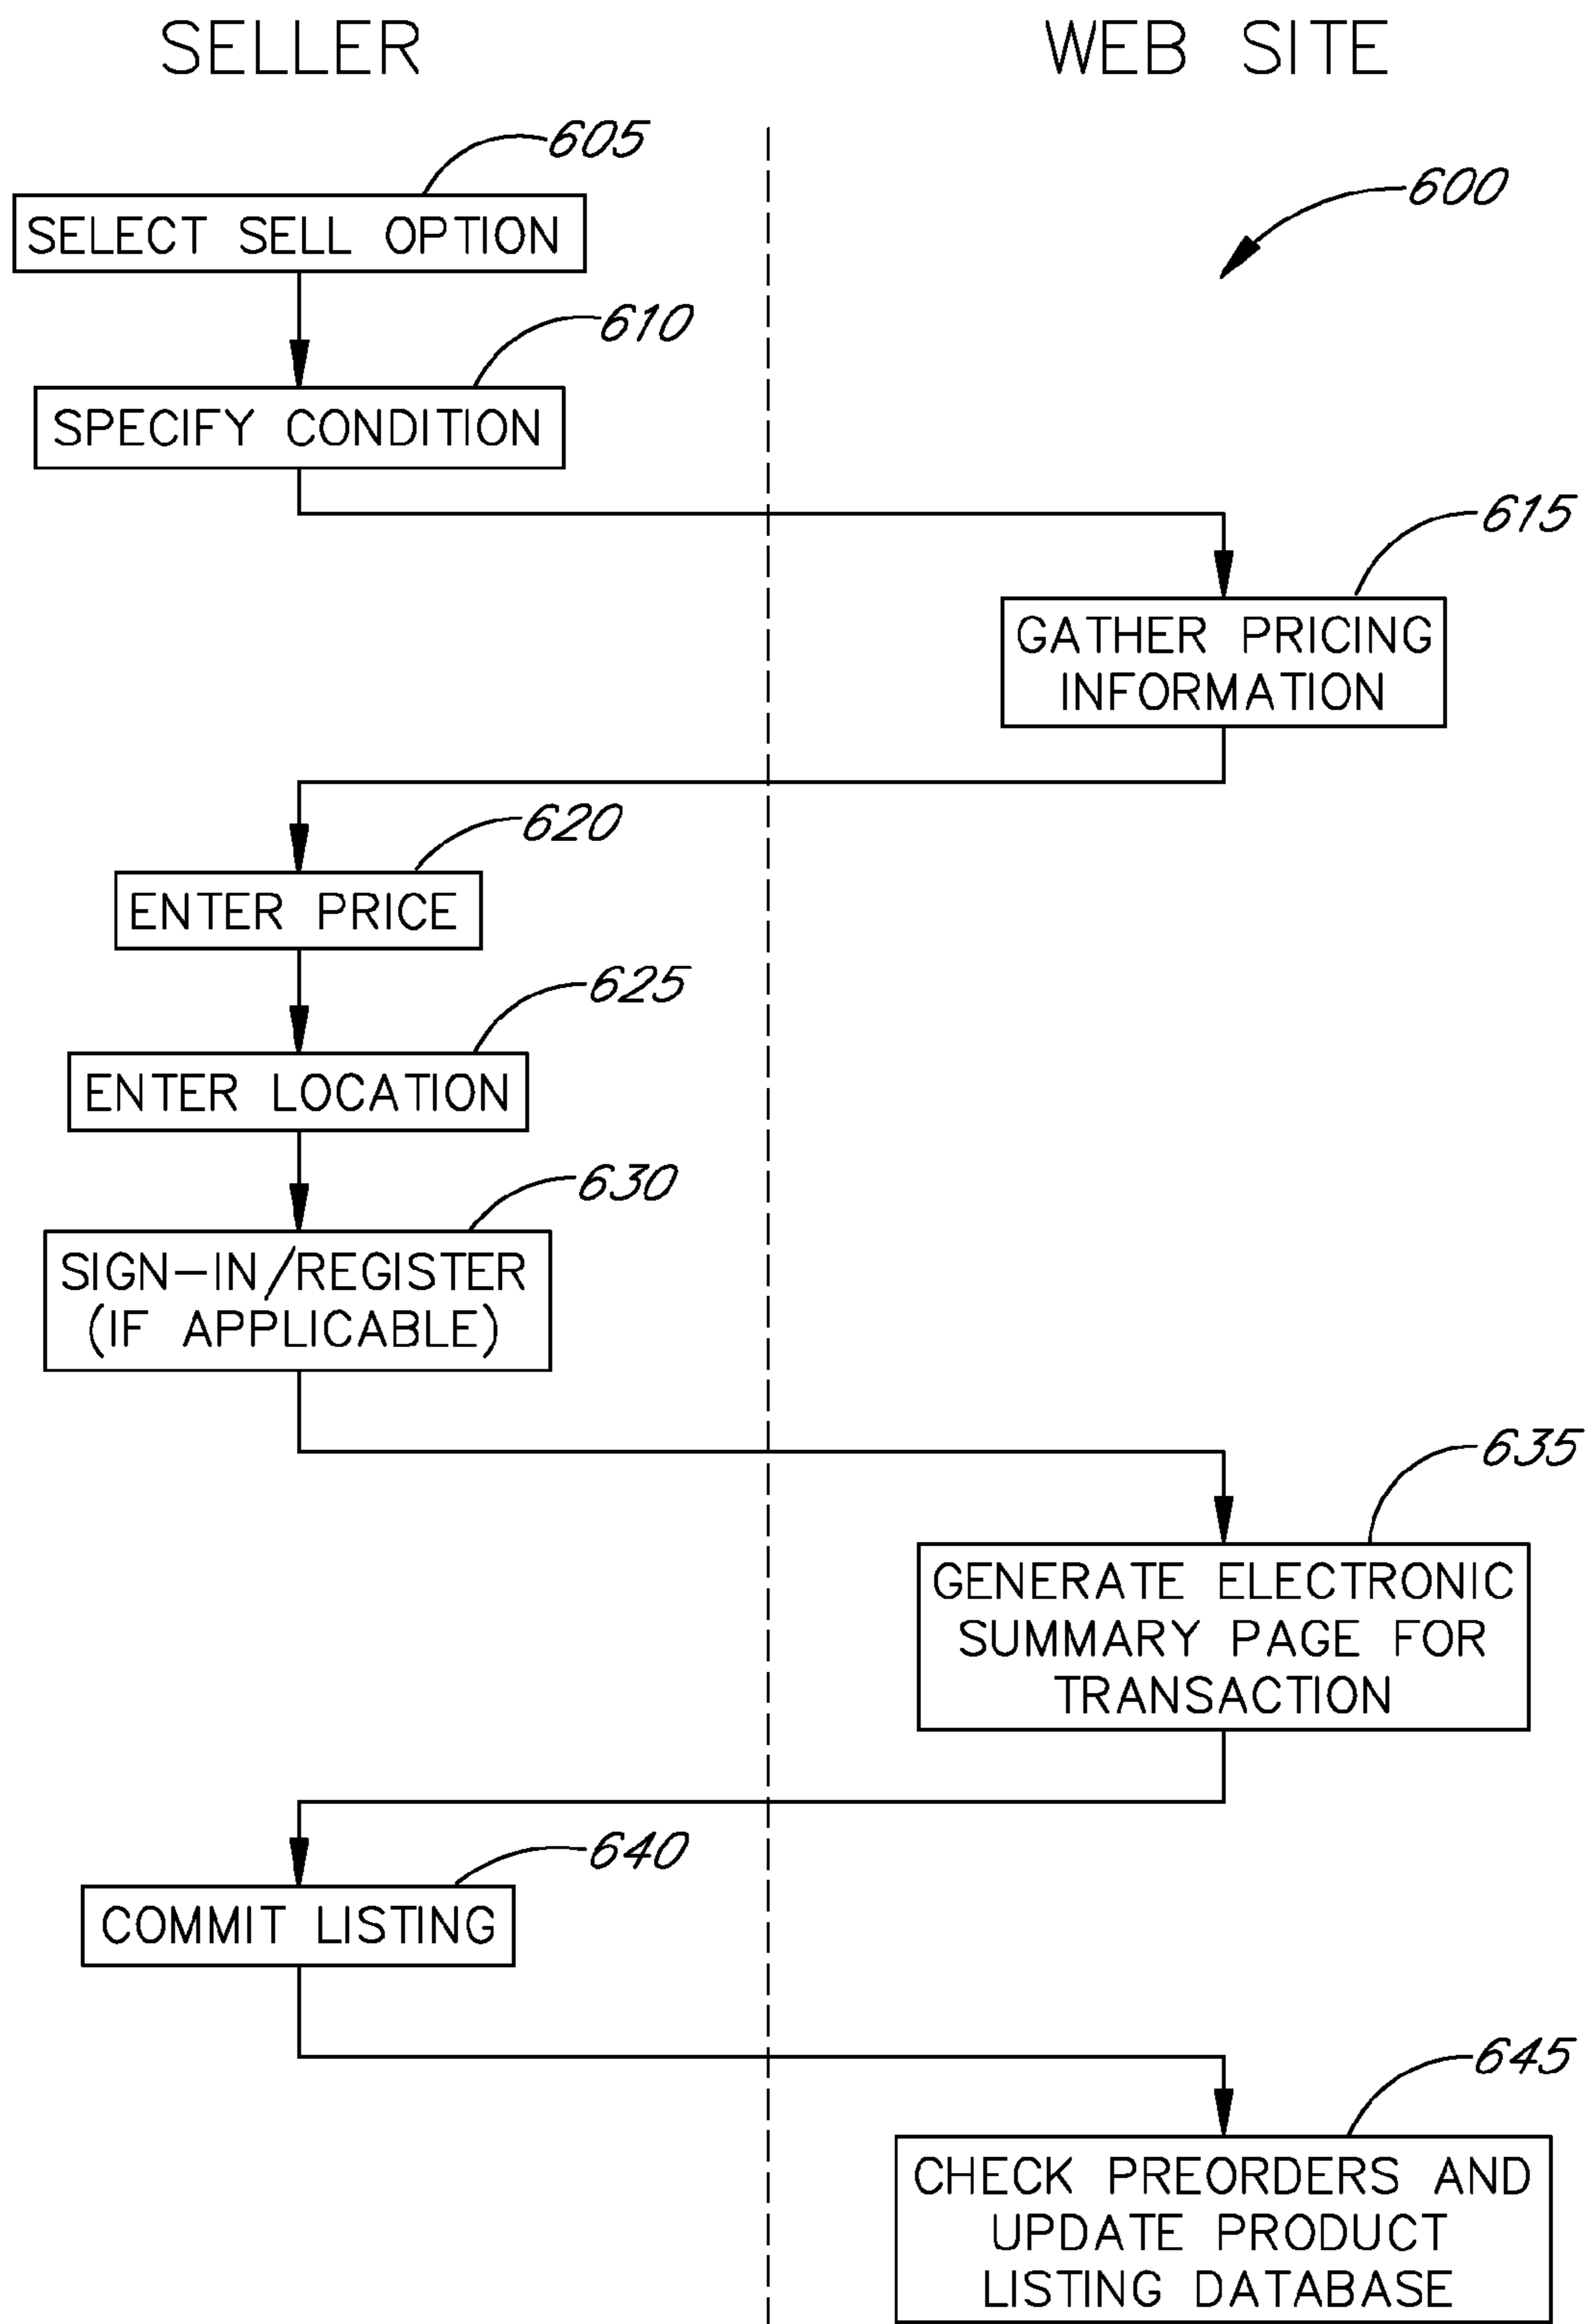 SELLER
WEB SITE
605
600
SELECT SELL OPTION
610
SPECIFY CONDITION
615
GATHER PRICING
INFORMATION
620
ENTER PRICE
625
ENTER LOCATION
630
SIGN-IN/REGISTER
(IF APPLICABLE)
635
GENERATE ELECTRONIC
SUMMARY PAGE FOR
TRANSACTION
640
COMMIT LISTING
645
CHECK PREORDERS AND
UPDATE PRODUCT
LISTING DATABASE